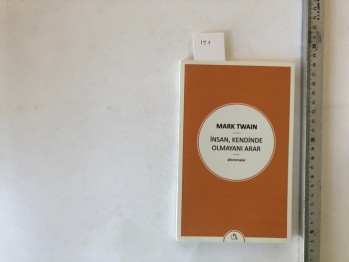 MARK TWAIN
İNSAN, KENDİNDE
OLMAYANI ARAR
aforizmalar